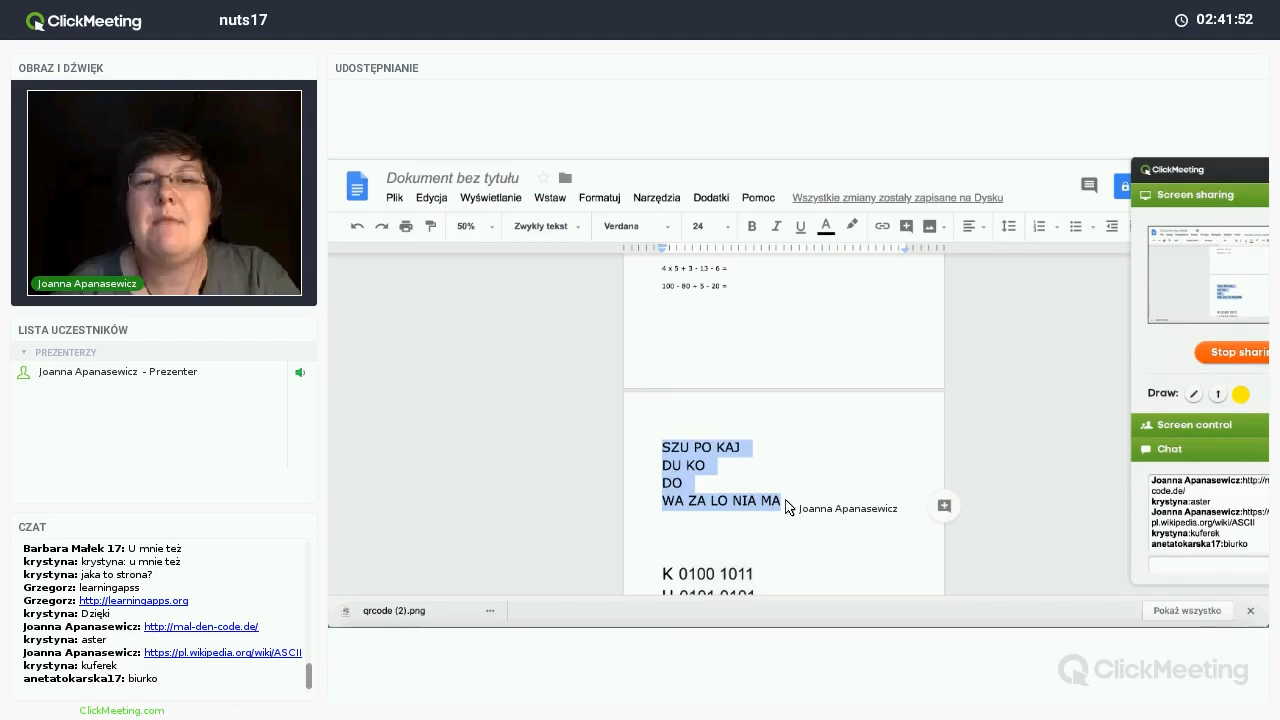 ClickMeeting
nuts17
02:41:52
OBRAZ I DŹWIĘK
Joanna Apanasewicz
LISTA UCZESTNIKÓW
PREZENTERZY
Joanna Apanasewicz - Prezenter
CZAT
Barbara Małek 17: U mnie też
krystyna: krystyna: u mnie też
krystyna: jaka to strona?
Grzegorz: learningapss
Grzegorz: http://learningapps.org
krystyna: Dzięki
Joanna Apanasewicz: http://mal-den-code.de/
krystyna: aster
Joanna Apanasewicz: https://pl.wikipedia.org/wiki/ASCII
krystyna: kuferek
anetatokarska17: biurko
ClickMeeting.com
UDOSTĘPNIANIE
Dokument bez tytułu
Plik Edycja Wyświetlanie Wstaw Formatuj Narzędzia Dodatki Pomoc Wszystkie zmiany zostały zapisane na Dysku
50% Zwykły tekst Verdana 24 B I U A
4 x 5 + 3 - 13 - 6 =
100 - 80 + 5 - 20 =
SZU PO KAJ
DU KO
DO
WA ZA LO NIA MA
Joanna Apanasewicz
K 0100 1011
U 0101 0101
qrcode (2).png
Pokaż wszystko
ClickMeeting
Screen sharing
Stop sharin
Draw:
Screen control
Chat
Joanna Apanasewicz:http://m
code.de/
krystyna:aster
Joanna Apanasewicz:https:/
pl.wikipedia.org/wiki/ASCII
krystyna:kuferek
anetatokarska17:biurko
ClickMeeting